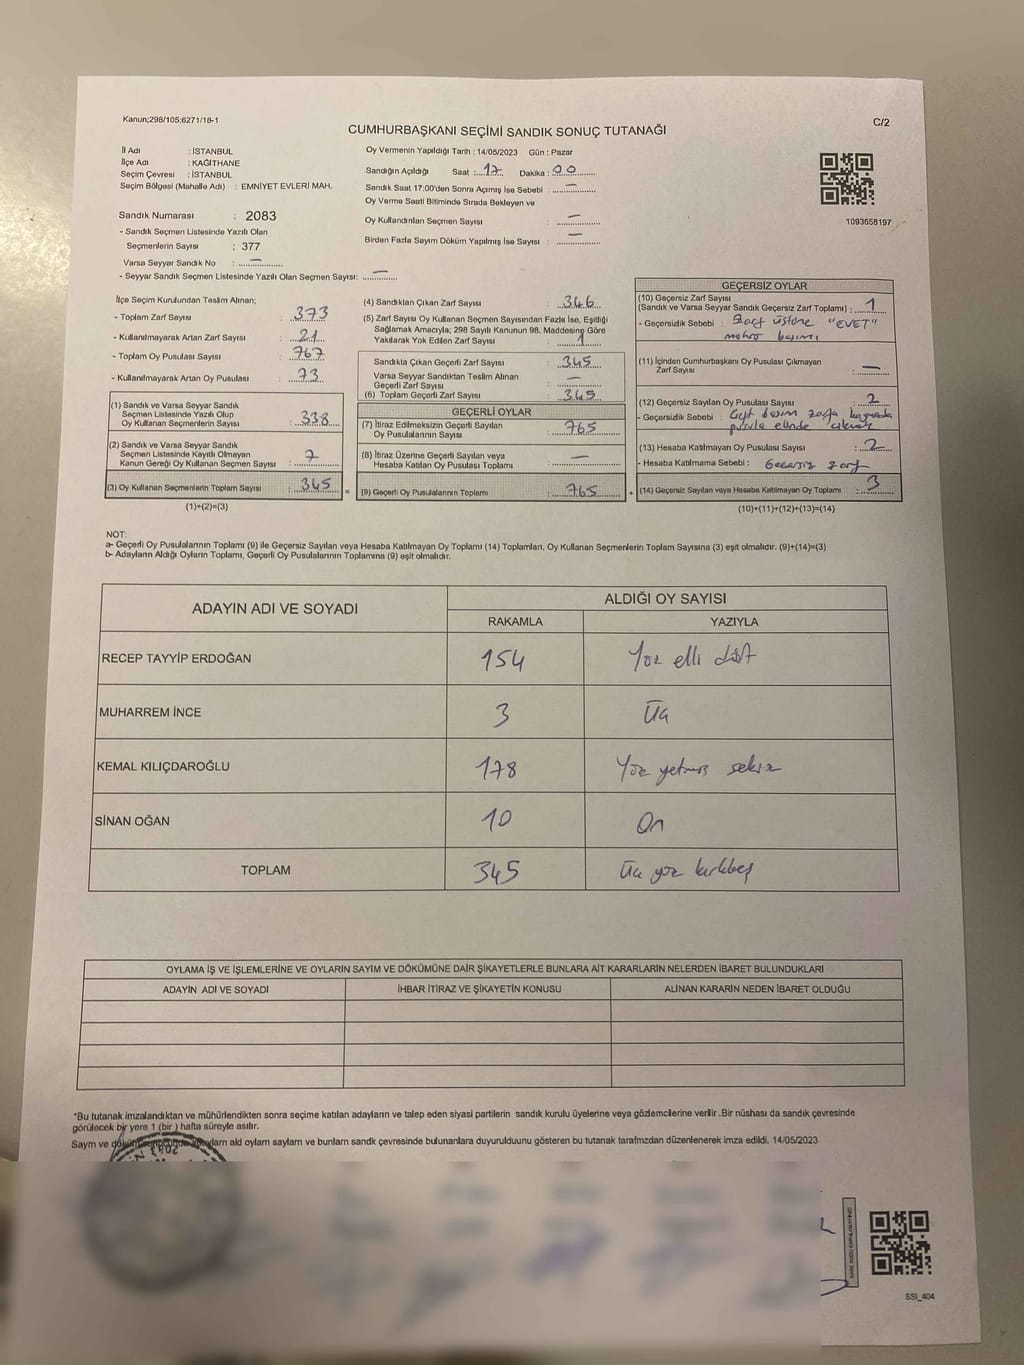 Kanun;298/105;6271/16-1
C/2
CUMHURBAŞKANI SEÇİMİ SANDIK SONUÇ TUTANAĞI
İl Adı : İSTANBUL
İlçe Adı : KAĞITHANE
Seçim Çevresi : İSTANBUL
Seçim Bölgesi (Mahalle Adı) : EMNİYET EVLERİ MAH.
Sandık Numarası : 2083
- Sandık Seçmen Listesinde Yazılı Olan
Seçmenlerin Sayısı : 377
Varsa Seyyar Sandık No : —
- Seyyar Sandık Seçmen Listesinde Yazılı Olan Seçmen Sayısı: —
Oy Vermenin Yapıldığı Tarih : 14/05/2023 Gün : Pazar
Sandığın Açıldığı Saat : 17 Dakika : 00
Sandık Saat 17:00'den Sonra Açımış İse Sebebi : —
Oy Verme Saati Bitiminde Sırada Bekleyen ve
Oy Kullandırılan Seçmen Sayısı : —
Birden Fazla Sayım Döküm Yapılmış İse Sayısı : —
1093658197
İlçe Seçim Kurulundan Teslim Alınan;
- Toplam Zarf Sayısı : 373
- Kullanılmayarak Artan Zarf Sayısı : 21
- Toplam Oy Pusulası Sayısı : 767
- Kullanılmayarak Artan Oy Pusulası : 73
(1) Sandık ve Varsa Seyyar Sandık
Seçmen Listesinde Yazılı Olup
Oy Kullanan Seçmenlerin Sayısı : 338
(2) Sandık ve Varsa Seyyar Sandık
Seçmen Listesinde Kayıtlı Olmayan
Kanun Gereği Oy Kullanan Seçmen Sayısı : 7
(3) Oy Kullanan Seçmenlerin Toplam Sayısı : 345 =
(1)+(2)=(3)
(4) Sandıktan Çıkan Zarf Sayısı : 346
(5) Zarf Sayısı Oy Kullanan Seçmen Sayısından Fazla İse, Eşitliği
Sağlamak Amacıyla; 298 Sayılı Kanunun 98. Maddesine Göre
Yakılarak Yok Edilen Zarf Sayısı : 1
Sandıkta Çıkan Geçerli Zarf Sayısı : 345
Varsa Seyyar Sandıktan Teslim Alınan
Geçerli Zarf Sayısı : —
(6) Toplam Geçerli Zarf Sayısı : 345
GEÇERLİ OYLAR
(7) İtiraz Edilmeksizin Geçerli Sayılan
Oy Pusulalarının Sayısı : 765
(8) İtiraz Üzerine Geçerli Sayılan veya
Hesaba Katılan Oy Pusulası Toplamı : —
(9) Geçerli Oy Pusulalarının Toplamı : 765 +
GEÇERSİZ OYLAR
(10) Geçersiz Zarf Sayısı
(Sandık ve Varsa Seyyar Sandık Geçersiz Zarf Toplamı) : 1
- Geçersizlik Sebebi : Zarf üstüne "EVET"
(11) İçinden Cumhurbaşkanı Oy Pusulası Çıkmayan
Zarf Sayısı : —
(12) Geçersiz Sayılan Oy Pusulası Sayısı : 2
- Geçersizlik Sebebi :
(13) Hesaba Katılmayan Oy Pusulası Sayısı : 2
- Hesaba Katılmama Sebebi : Geçersiz zarf
(14) Geçersiz Sayılan veya Hesaba Katılmayan Oy Toplamı : 3
(10)+(11)+(12)+(13)=(14)
NOT:
a- Geçerli Oy Pusulalarının Toplamı (9) ile Geçersiz Sayılan veya Hesaba Katılmayan Oy Toplamı (14) Toplamları, Oy Kullanan Seçmenlerin Toplam Sayısına (3) eşit olmalıdır. (9)+(14)=(3)
b- Adayların Aldığı Oyların Toplamı, Geçerli Oy Pusulalarının Toplamına (9) eşit olmalıdır.
ADAYIN ADI VE SOYADI
ALDIĞI OY SAYISI
RAKAMLA YAZIYLA
RECEP TAYYİP ERDOĞAN 154 Yüz elli dört
MUHARREM İNCE 3 Üç
KEMAL KILIÇDAROĞLU 178 Yüz yetmiş sekiz
SİNAN OĞAN 10 On
TOPLAM 345 Üç yüz kırkbeş
OYLAMA İŞ VE İŞLEMLERİNE VE OYLARIN SAYIM VE DÖKÜMÜNE DAİR ŞİKAYETLERLE BUNLARA AİT KARARLARIN NELERDEN İBARET BULUNDUKLARI
ADAYIN ADI VE SOYADI İHBAR İTİRAZ VE ŞİKAYETİN KONUSU ALINAN KARARIN NEDEN İBARET OLDUĞU
*Bu tutanak imzalandıktan ve mühürlendikten sonra seçime katılan adayların ve talep eden siyasi partilerin sandık kurulu üyelerine veya gözlemcilerine verilir .Bir nüshası da sandık çevresinde
görülecek bir yere 1 (bir ) hafta süreyle asılır.
Sayım ve ald oylam saylam ve bunlarn sandk çevresinde bulunanlara duyurulduunu gösteren bu tutanak tarafmzdan düzenlenerek imza edildi. 14/05/2023
SSI_404